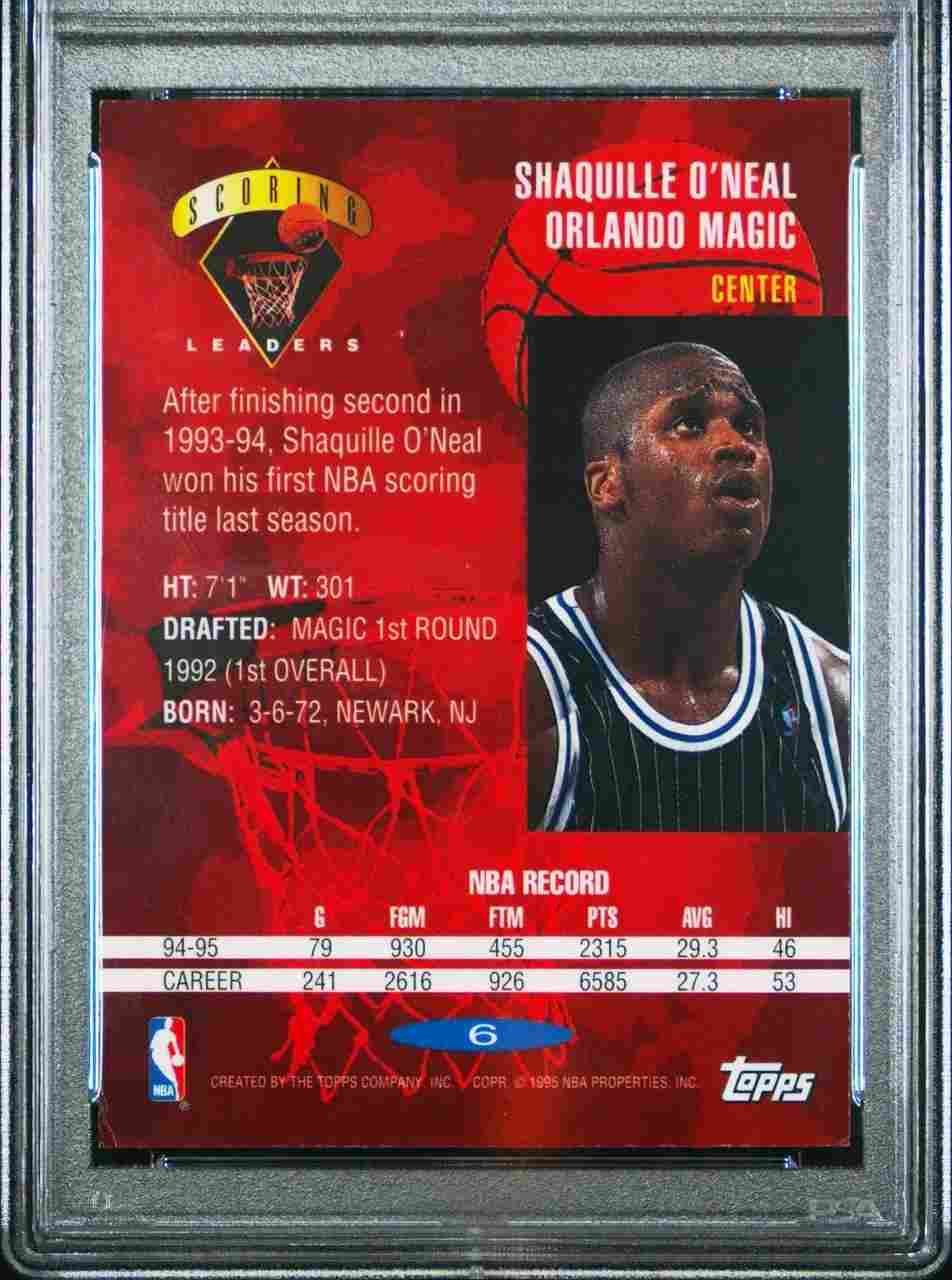 SCORING
LEADERS
SHAQUILLE O'NEAL
ORLANDO MAGIC
CENTER
After finishing second in
1993-94, Shaquille O'Neal
won his first NBA scoring
title last season.
HT: 7'1" WT: 301
DRAFTED: MAGIC 1st ROUND
1992 (1st OVERALL)
BORN: 3-6-72, NEWARK, NJ
NBA RECORD
G FGM FTM PTS AVG HI
94-95 79 930 455 2315 29.3 46
CAREER 241 2616 926 6585 27.3 53
6
NBA
®
CREATED BY THE TOPPS COMPANY, INC. COPR. © 1995 NBA PROPERTIES, INC.
topps
PSA